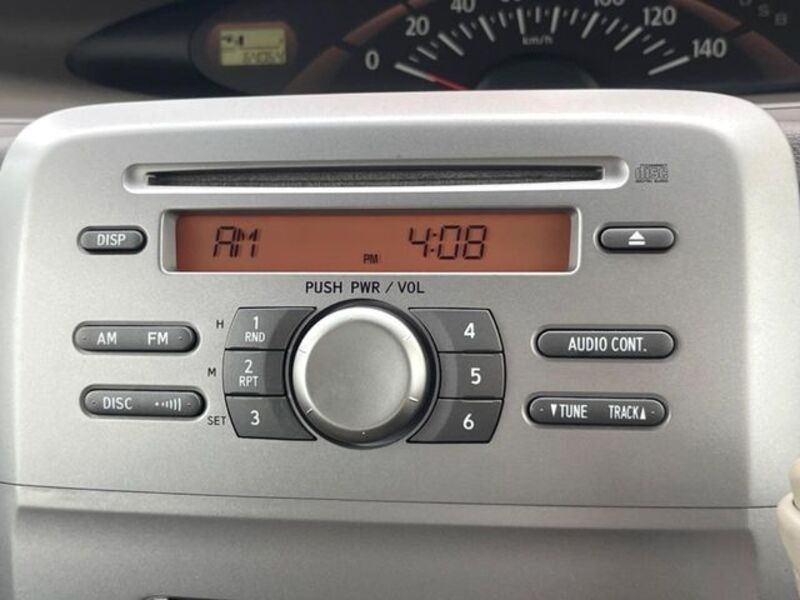 0 20 40 60 100 120 140
km/h
disc
DISP
AM PM 4:08
PUSH PWR / VOL
AM FM
H 1 RND 4
AUDIO CONT.
M 2 RPT 5
DISC
SET 3 6
▼TUNE TRACK▲